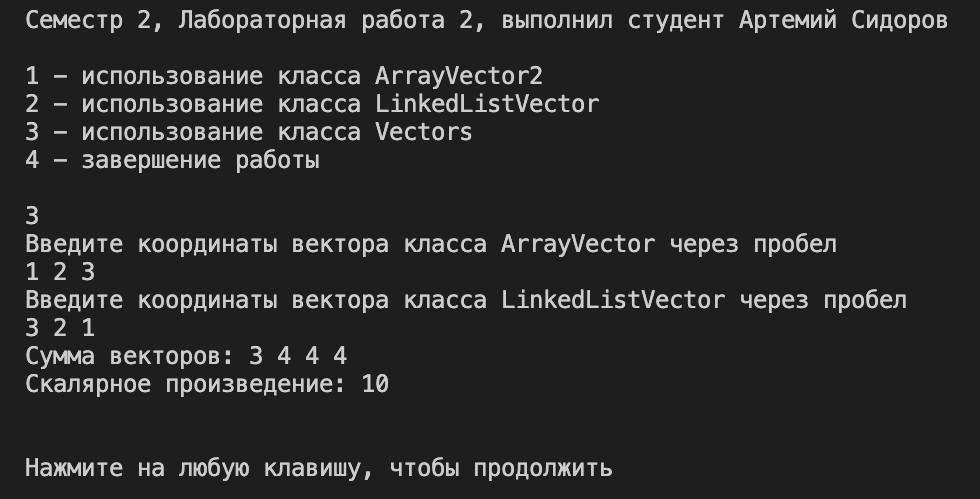 Семестр 2, Лабораторная работа 2, выполнил студент Артемий Сидоров
1 – использование класса ArrayVector2
2 – использование класса LinkedListVector
3 – использование класса Vectors
4 – завершение работы
3
Введите координаты вектора класса ArrayVector через пробел
1 2 3
Введите координаты вектора класса LinkedListVector через пробел
3 2 1
Сумма векторов: 3 4 4 4
Скалярное произведение: 10
Нажмите на любую клавишу, чтобы продолжить